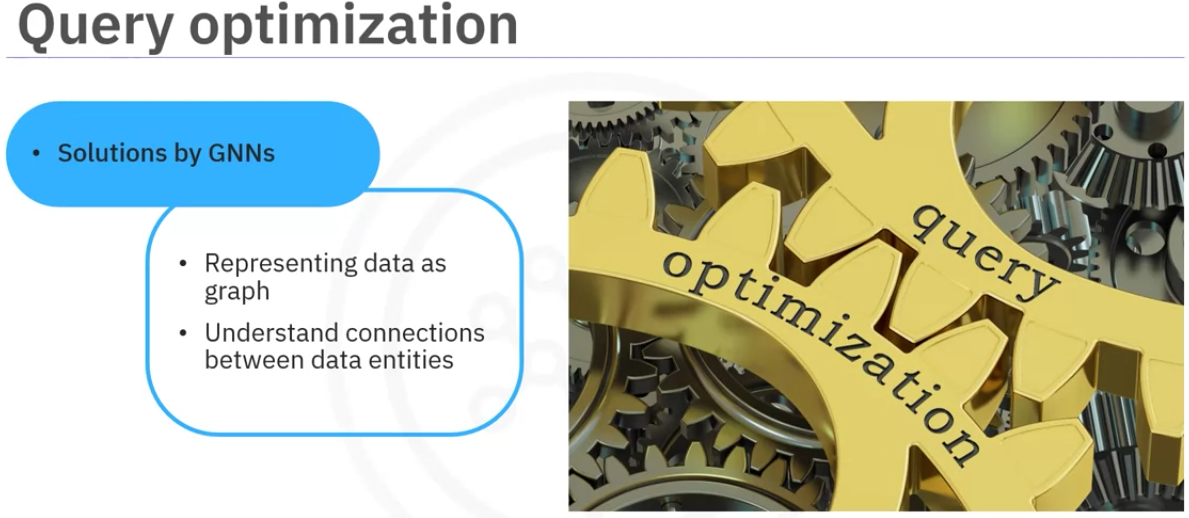 Query optimization
• Solutions by GNNs
• Representing data as
graph
• Understand connections
between data entities
query
optimization